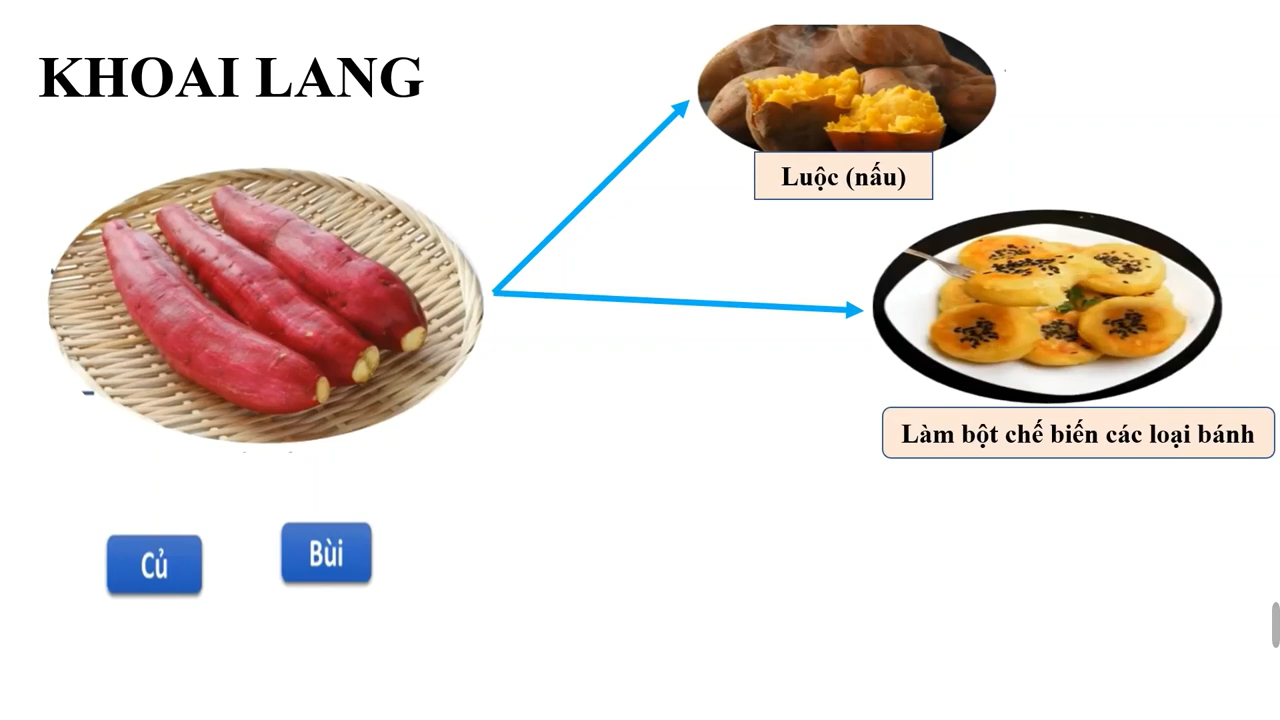 KHOAI LANG
Luộc (nấu)
Làm bột chế biến các loại bánh
Củ
Bùi